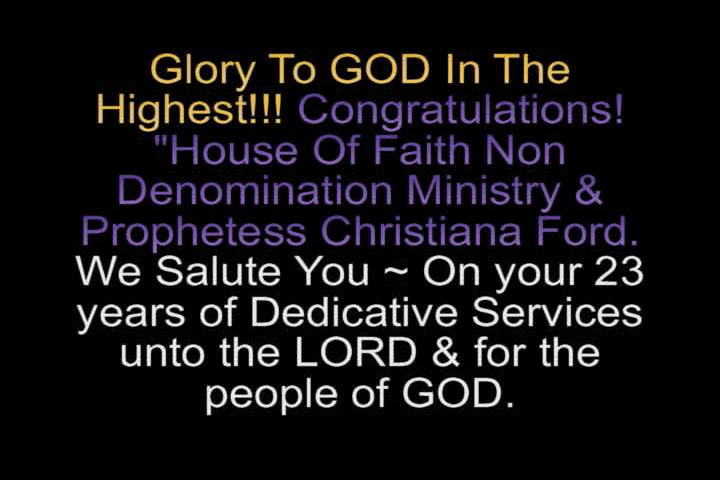 Glory To GOD In The
Highest!!! Congratulations!
"House Of Faith Non
Denomination Ministry &
Prophetess Christiana Ford.
We Salute You ~ On your 23
years of Dedicative Services
unto the LORD & for the
people of GOD.